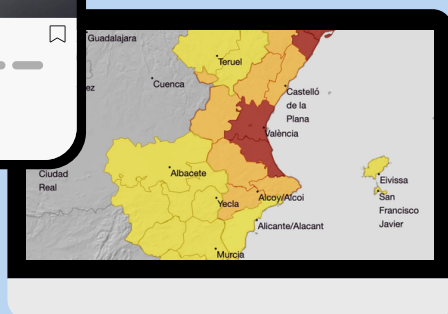 Guadalajara
Teruel
ez
Cuenca
Castelló
de la
Plana
València
Ciudad
Real
Albacete
Eivissa
Yecla
Alcoy/Alcoi
San
Francisco
Javier
Alicante/Alacant
Murcia